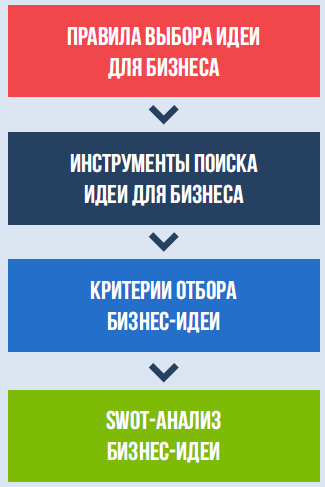 ПРАВИЛА ВЫБОРА ИДЕИ
ДЛЯ БИЗНЕСА
ИНСТРУМЕНТЫ ПОИСКА
ИДЕИ ДЛЯ БИЗНЕСА
КРИТЕРИИ ОТБОРА
БИЗНЕС-ИДЕИ
SWOT-АНАЛИЗ
БИЗНЕС-ИДЕИ